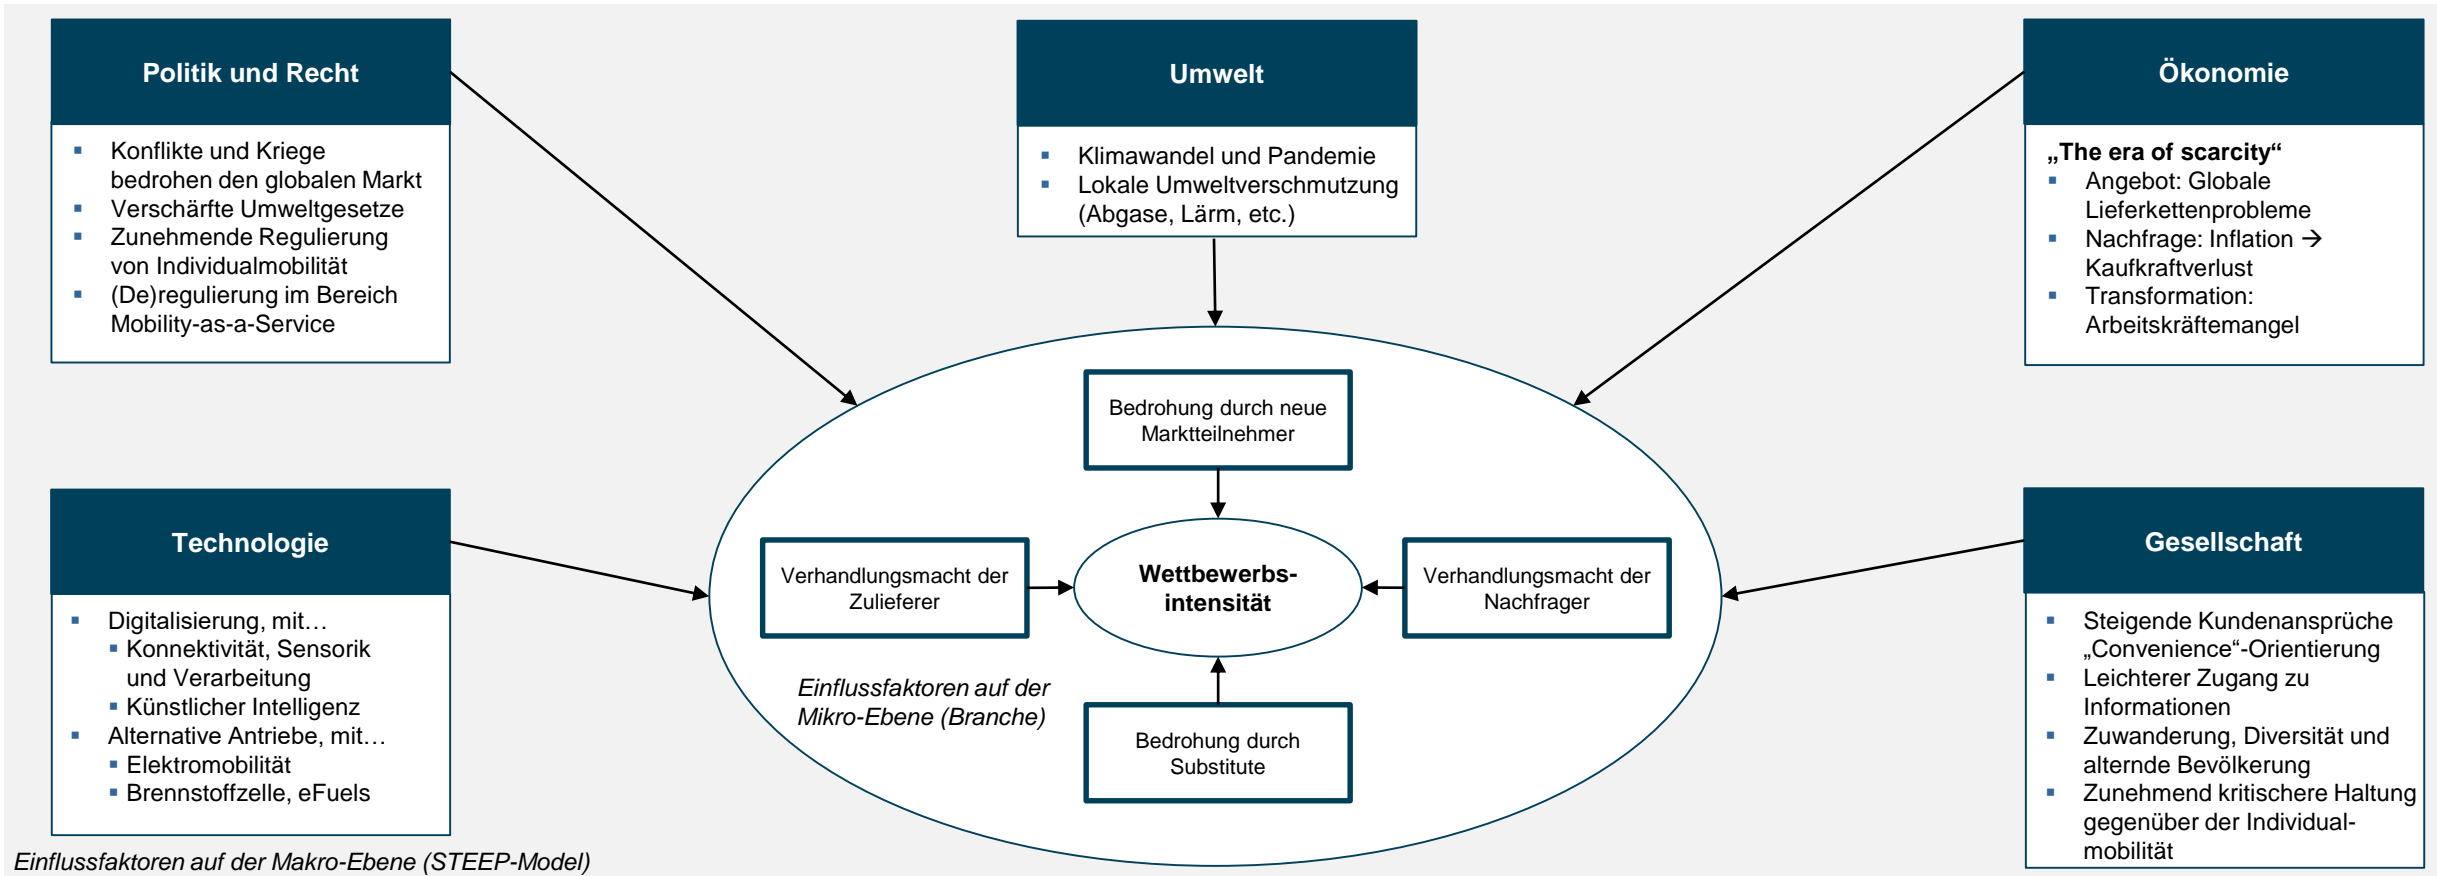 Politik und Recht
▪ Konflikte und Kriege
bedrohen den globalen Markt
▪ Verschärfte Umweltgesetze
▪ Zunehmende Regulierung
von Individualmobilität
▪ (De)regulierung im Bereich
Mobility-as-a-Service
Umwelt
▪ Klimawandel und Pandemie
▪ Lokale Umweltverschmutzung
(Abgase, Lärm, etc.)
Ökonomie
„The era of scarcity“
▪ Angebot: Globale
Lieferkettenprobleme
▪ Nachfrage: Inflation →
Kaufkraftverlust
▪ Transformation:
Arbeitskräftemangel
Bedrohung durch neue
Marktteilnehmer
Verhandlungsmacht der
Zulieferer
Wettbewerbs-
intensität
Verhandlungsmacht der
Nachfrager
Bedrohung durch
Substitute
Einflussfaktoren auf der
Mikro-Ebene (Branche)
Technologie
▪ Digitalisierung, mit…
▪ Konnektivität, Sensorik
und Verarbeitung
▪ Künstlicher Intelligenz
▪ Alternative Antriebe, mit…
▪ Elektromobilität
▪ Brennstoffzelle, eFuels
Gesellschaft
▪ Steigende Kundenansprüche
„Convenience“-Orientierung
▪ Leichterer Zugang zu
Informationen
▪ Zuwanderung, Diversität und
alternde Bevölkerung
▪ Zunehmend kritischere Haltung
gegenüber der Individual-
mobilität
Einflussfaktoren auf der Makro-Ebene (STEEP-Model)